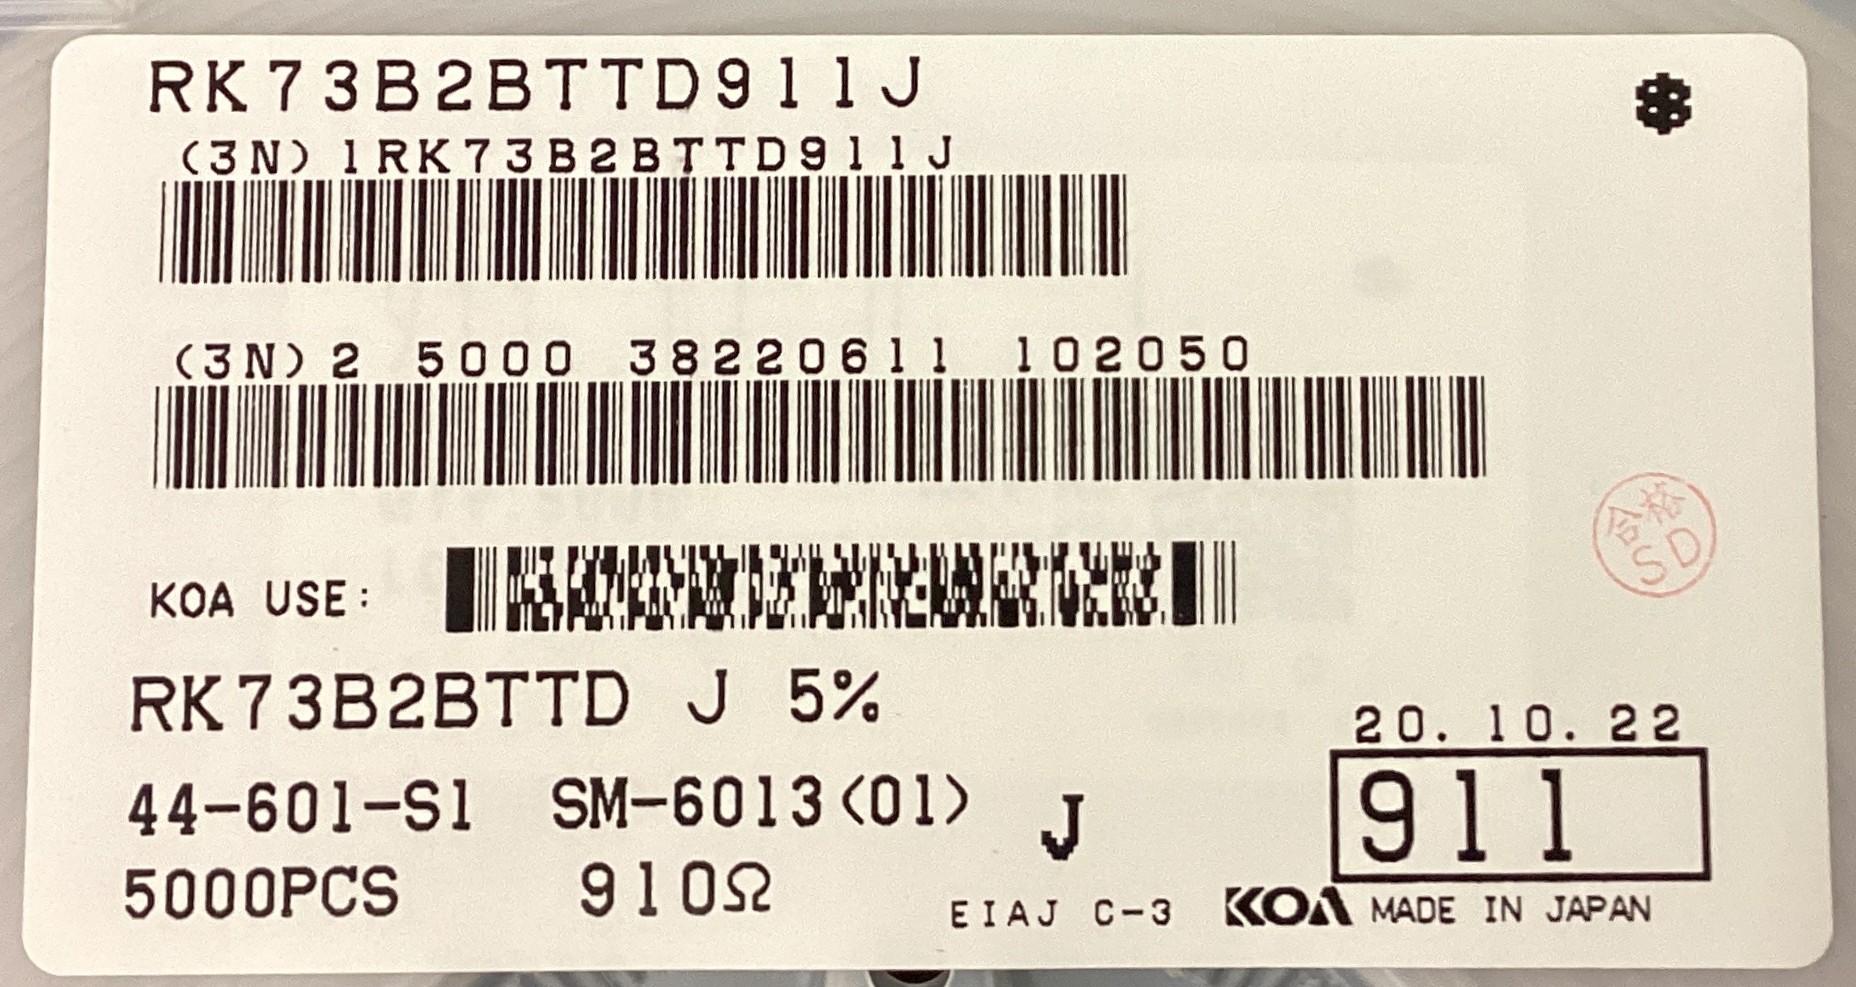 RK73B2BTTD911J
(3N)1RK73B2BTTD911J
(3N)2 5000 38220611 102050
合格
SD
KOA USE:
RK73B2BTTD J 5%
20.10.22
44-601-S1 SM-6013<01> J
911
5000PCS 910Ω
EIAJ C-3 KOA MADE IN JAPAN